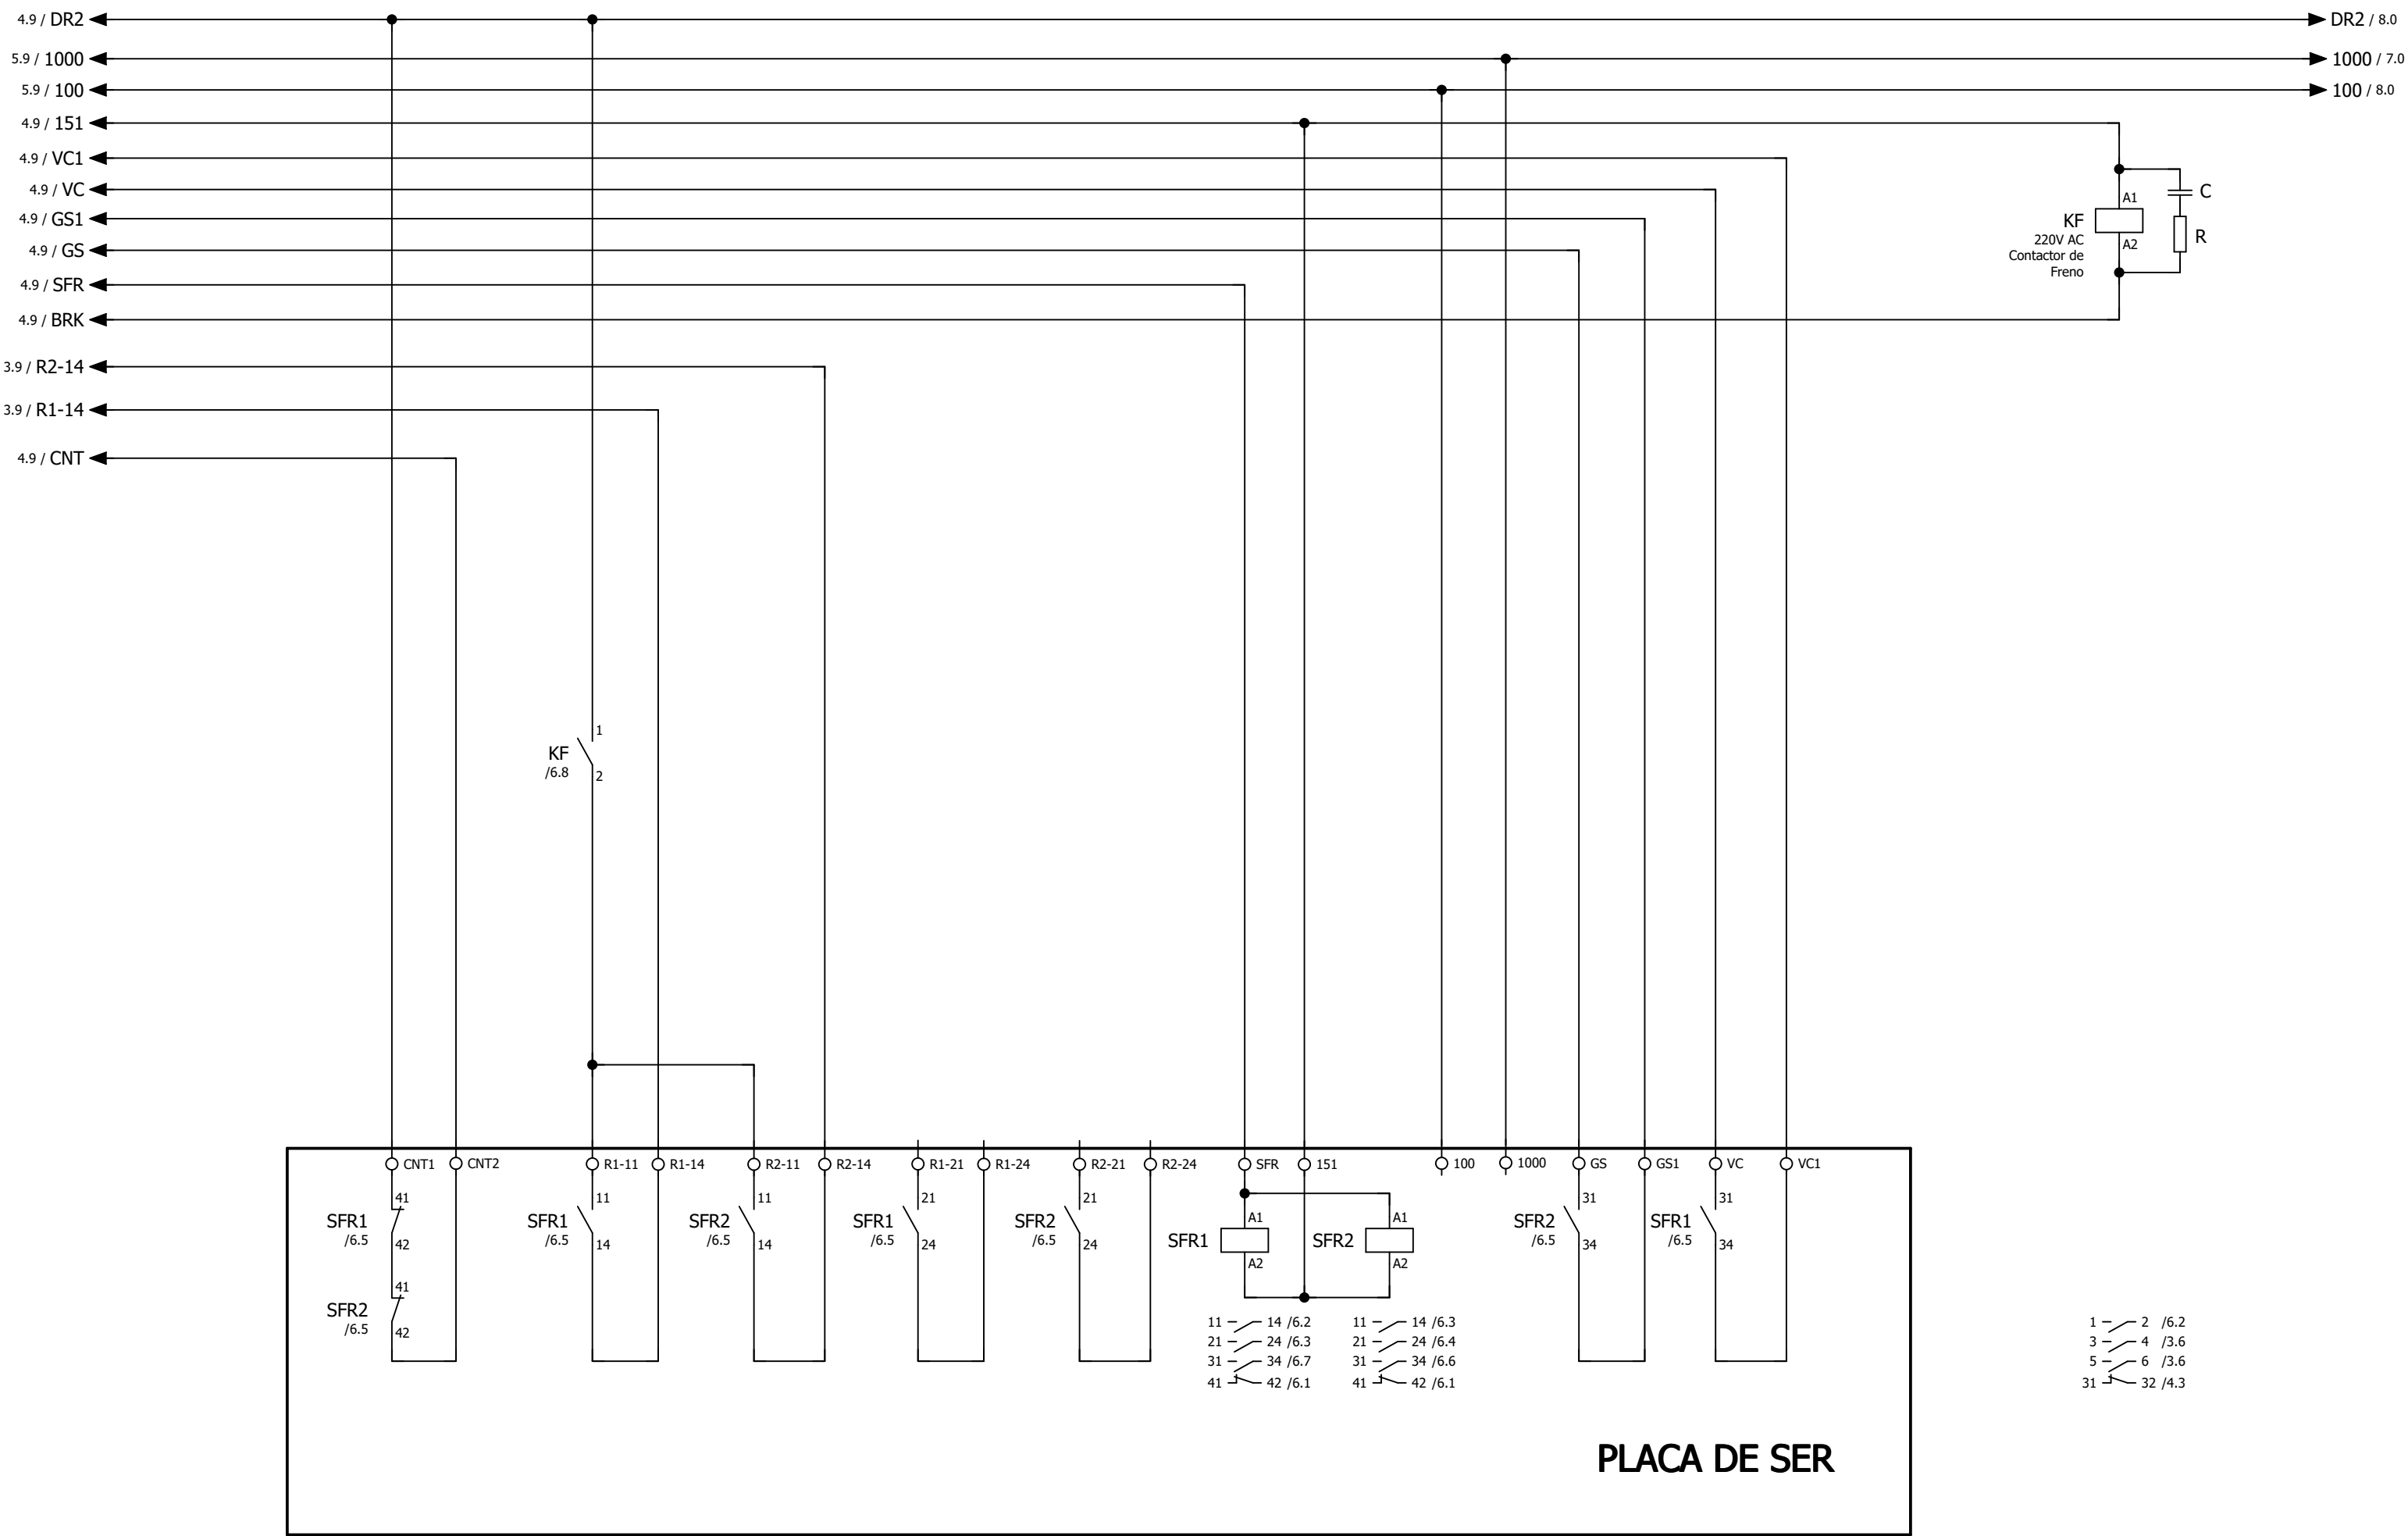 4.9 / DR2
DR2 / 8.0
5.9 / 1000
1000 / 7.0
5.9 / 100
100 / 8.0
4.9 / 151
4.9 / VC1
4.9 / VC
4.9 / GS1
4.9 / GS
4.9 / SFR
4.9 / BRK
3.9 / R2-14
3.9 / R1-14
4.9 / CNT
A1
C
KF
220V AC
Contactor de
Freno
A2
R
1
KF
/6.8
2
CNT1
CNT2
R1-11
R1-14
R2-11
R2-14
R1-21
R1-24
R2-21
R2-24
SFR
151
100
1000
GS
GS1
VC
VC1
41
SFR1
/6.5
42
41
SFR2
/6.5
42
11
SFR1
/6.5
14
11
SFR2
/6.5
14
21
SFR1
/6.5
24
21
SFR2
/6.5
24
A1
SFR1
A2
A1
SFR2
A2
31
SFR2
/6.5
34
31
SFR1
/6.5
34
11 14 /6.2
21 24 /6.3
31 34 /6.7
41 42 /6.1
11 14 /6.3
21 24 /6.4
31 34 /6.6
41 42 /6.1
1 2 /6.2
3 4 /3.6
5 6 /3.6
31 32 /4.3
PLACA DE SER